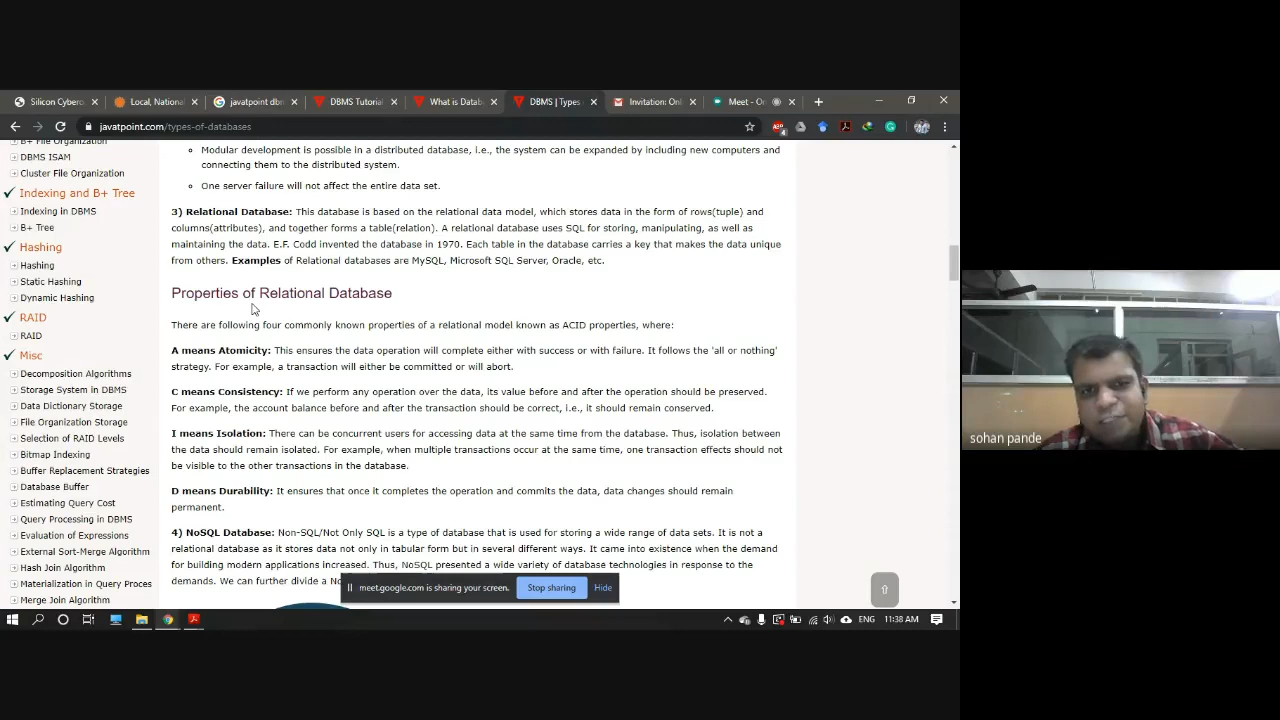 Silicon Cybero
Local, National
javatpoint dbm
DBMS Tutorial
What is Datab
DBMS | Types
Invitation: Onl
Meet - On
javatpoint.com/types-of-databases
B+ File Organization
DBMS ISAM
Cluster File Organization
Indexing and B+ Tree
Indexing in DBMS
B+ Tree
Hashing
Hashing
Static Hashing
Dynamic Hashing
RAID
RAID
Misc
Decomposition Algorithms
Storage System in DBMS
Data Dictionary Storage
File Organization Storage
Selection of RAID Levels
Bitmap Indexing
Buffer Replacement Strategies
Database Buffer
Estimating Query Cost
Query Processing in DBMS
Evaluation of Expressions
External Sort-Merge Algorithm
Hash Join Algorithm
Materialization in Query Proces
Merge Join Algorithm
Modular development is possible in a distributed database, i.e., the system can be expanded by including new computers and
connecting them to the distributed system.
One server failure will not affect the entire data set.
3) Relational Database: This database is based on the relational data model, which stores data in the form of rows(tuple) and
columns(attributes), and together forms a table(relation). A relational database uses SQL for storing, manipulating, as well as
maintaining the data. E.F. Codd invented the database in 1970. Each table in the database carries a key that makes the data unique
from others. Examples of Relational databases are MySQL, Microsoft SQL Server, Oracle, etc.
Properties of Relational Database
There are following four commonly known properties of a relational model known as ACID properties, where:
A means Atomicity: This ensures the data operation will complete either with success or with failure. It follows the 'all or nothing'
strategy. For example, a transaction will either be committed or will abort.
C means Consistency: If we perform any operation over the data, its value before and after the operation should be preserved.
For example, the account balance before and after the transaction should be correct, i.e., it should remain conserved.
I means Isolation: There can be concurrent users for accessing data at the same time from the database. Thus, isolation between
the data should remain isolated. For example, when multiple transactions occur at the same time, one transaction effects should not
be visible to the other transactions in the database.
D means Durability: It ensures that once it completes the operation and commits the data, data changes should remain
permanent.
4) NoSQL Database: Non-SQL/Not Only SQL is a type of database that is used for storing a wide range of data sets. It is not a
relational database as it stores data not only in tabular form but in several different ways. It came into existence when the demand
for building modern applications increased. Thus, NoSQL presented a wide variety of database technologies in response to the
demands. We can further divide a No
meet.google.com is sharing your screen.
Stop sharing
Hide
ENG
11:38 AM
sohan pande